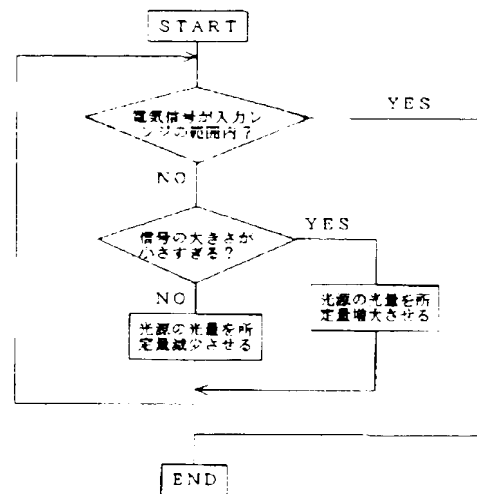 START
電気信号が入力レ
ンジの範囲内？
YES
NO
信号の大きさが
小さすぎる？
YES
NO
光源の光量を所
定量増大させる
光源の光量を所
定量減少させる
END